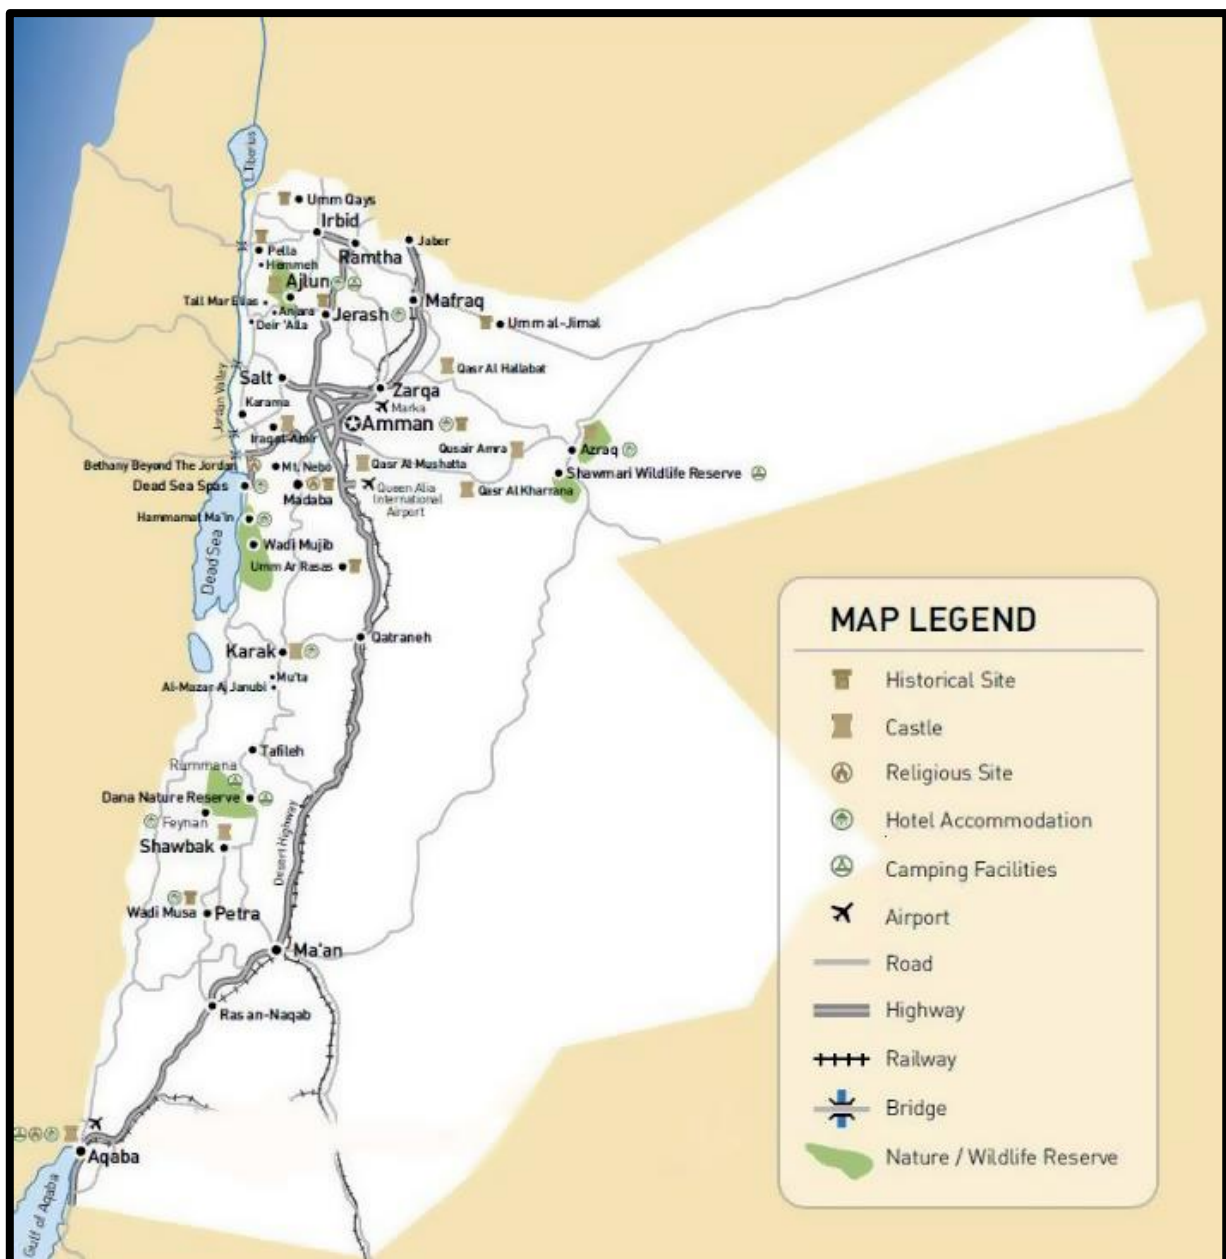 L. Tiberius
Umm Qays
Irbid
Pella
Ramtha
Jaber
Hemmeh
Ajlun
Tall Mar Elias
Anjara
Mafraq
Jerash
Deir 'Alla
Umm al-Jimal
Jordan Valley
Salt
Qasr Al Hallabat
Zarqa
Karama
Marka
Amman
Iraq al-Amir
Qusair Amra
Azraq
Bethany Beyond The Jordan
Mt. Nebo
Qasr Al-Mushatta
Shawmari Wildlife Reserve
Dead Sea Spas
Madaba
Queen Alia
International
Airport
Qasr Al Kharrana
Hammamat Ma'in
Dead Sea
Wadi Mujib
Umm Ar Rasas
Qatraneh
Karak
Mu'ta
Al-Mazar Aj Janubi
Tafileh
Rummana
Dana Nature Reserve
Feynan
Desert Highway
Shawbak
Wadi Musa
Petra
Ma'an
Ras an-Naqab
Aqaba
Gulf of Aqaba
MAP LEGEND
Historical Site
Castle
Religious Site
Hotel Accommodation
Camping Facilities
Airport
Road
Highway
Railway
Bridge
Nature / Wildlife Reserve